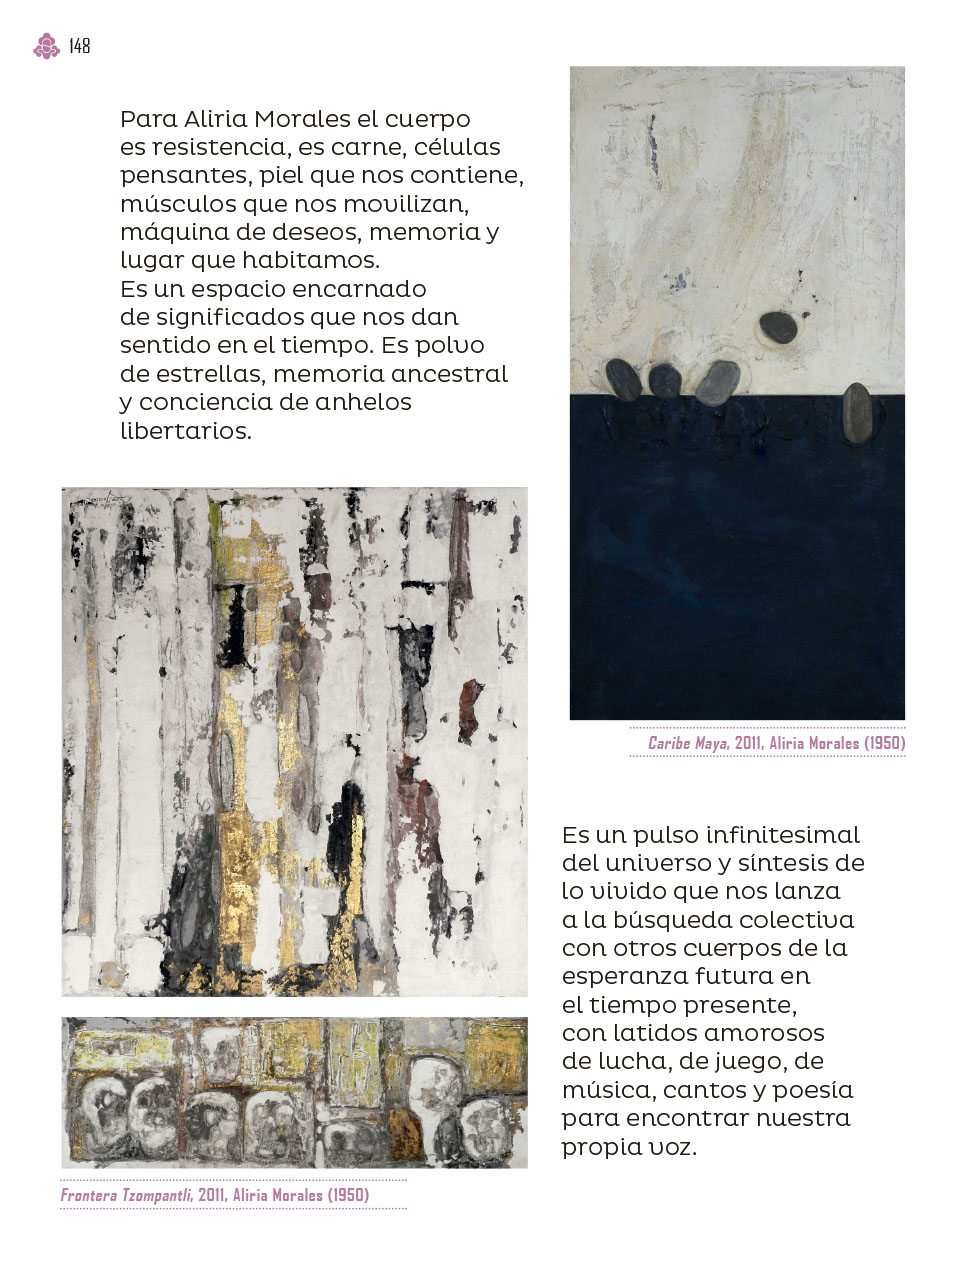 148
Para Aliria Morales el cuerpo
es resistencia, es carne, células
pensantes, piel que nos contiene,
músculos que nos movilizan,
máquina de deseos, memoria y
lugar que habitamos.
Es un espacio encarnado
de significados que nos dan
sentido en el tiempo. Es polvo
de estrellas, memoria ancestral
y conciencia de anhelos
libertarios.
Caribe Maya, 2011, Aliria Morales (1950)
Es un pulso infinitesimal
del universo y síntesis de
lo vivido que nos lanza
a la búsqueda colectiva
con otros cuerpos de la
esperanza futura en
el tiempo presente,
con latidos amorosos
de lucha, de juego, de
música, cantos y poesía
para encontrar nuestra
propia voz.
Frontera Tzompantli, 2011, Aliria Morales (1950)